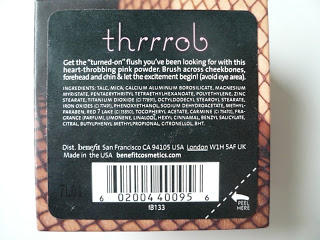 thrrrob
Get the "turned-on" flush you've been looking for with this
heart-throbbing pink powder. Brush across cheekbones,
forehead and chin & let the excitement begin! (avoid eye area).
INGREDIENTS: TALC, MICA, CALCIUM ALUMINUM BOROSILICATE, MAGNESIUM
MYRISTATE, PENTAERYTHRITYL TETRAETHYLHEXANOATE, POLYETHYLENE, ZINC
STEARATE, TITANIUM DIOXIDE (CI 77891), OCTYLDODECYL STEAROYL STEARATE,
IRON OXIDES (CI 77491), PHENOXYETHANOL, SODIUM DEHYDROACETATE, METHYL-
PARABEN, RED 7 LAKE (CI 15850), TOCOPHERYL ACETATE, CARMINE (CI 75470), FRA-
GRANCE (PARFUM), LIMONENE, LINALOOL, HEXYL CINNAMAL, BENZYL SALICYLATE,
CITRAL, BUTYLPHENYL METHYLPROPIONAL, CITRONELLOL, BHT.
Dist. benefit San Francisco CA 94105 USA London W1H 5AF UK
Made in the USA benefitcosmetics.com
6 02004 40095 6
IB133
PEEL
HERE